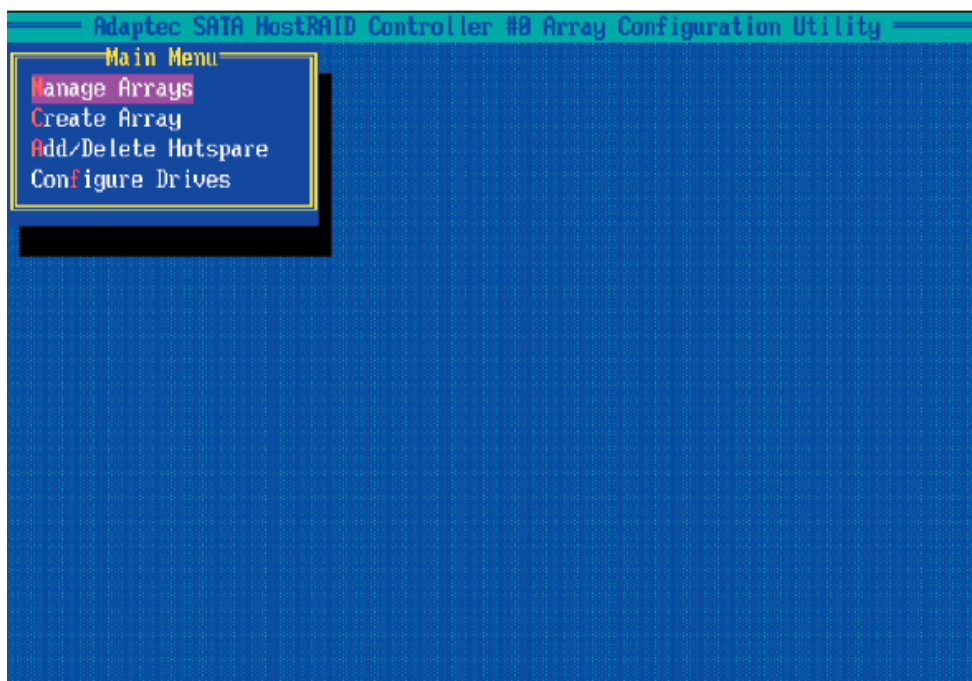 Adaptec SATA HostRAID Controller #0 Array Configuration Utility
Main Menu
Manage Arrays
Create Array
Add/Delete Hotspare
Configure Drives